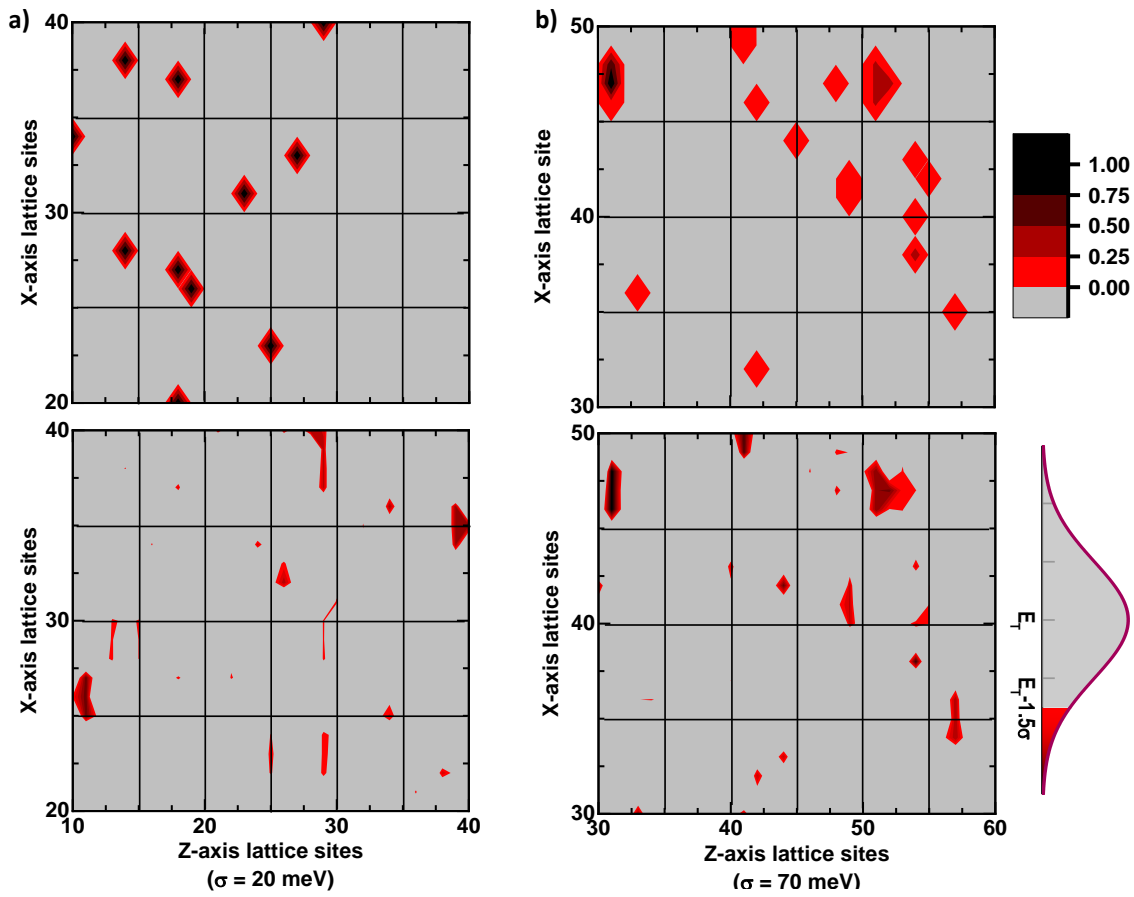 a)
40
30
20
X-axis lattice sites
b)
50
40
30
X-axis lattice site
1.00
0.75
0.50
0.25
0.00
40
30
20
X-axis lattice sites
10 20 30 40
Z-axis lattice sites
(σ = 20 meV)
50
40
30
X-axis lattice sites
30 40 50 60
Z-axis lattice sites
(σ = 70 meV)
E_T
E_T-1.5σ